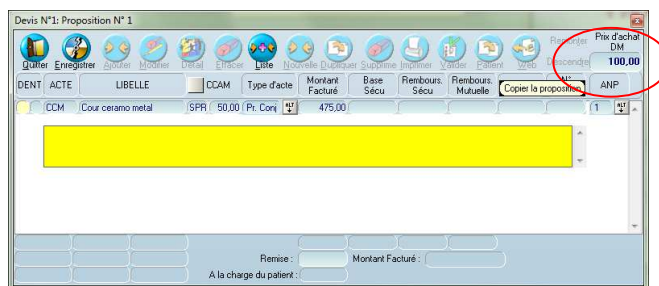 Devis N°1: Proposition N° 1
Quitter Enregistrer Ajouter Modifier Détail Effacer Liste Nouvelle Dupliquer Supprime Imprimer Valider Patient Web
Remonter
Descendre
Prix d'achat
DM
100,00
DENT ACTE LIBELLE CCAM Type d'acte Montant Facturé Base Sécu Rembours. Sécu Rembours. Mutuelle N° ANP
Copier la proposition
CCM Cour ceramo metal SPR 50,00 Pr. Conj ALT 475,00 1 ALT
Remise : Montant Facturé :
A la charge du patient :